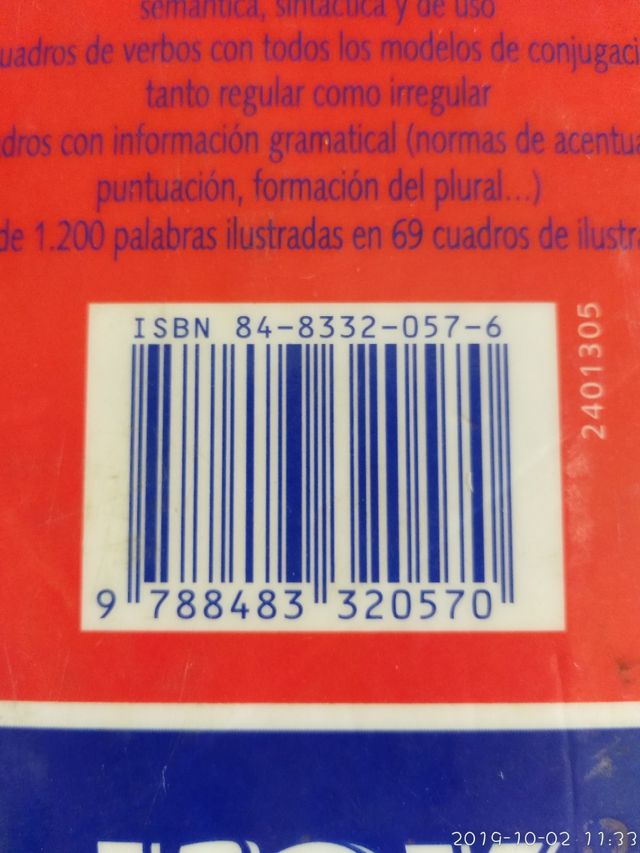 semántica, sintáctica y de uso
uadros de verbos con todos los modelos de conjugaci
tanto regular como irregular
dros con información gramatical (normas de acentua
puntuación, formación del plural...)
de 1.200 palabras ilustradas en 69 cuadros de ilustra
ISBN 84-8332-057-6
2401305
9 788483 320570
2019-10-02 11:33